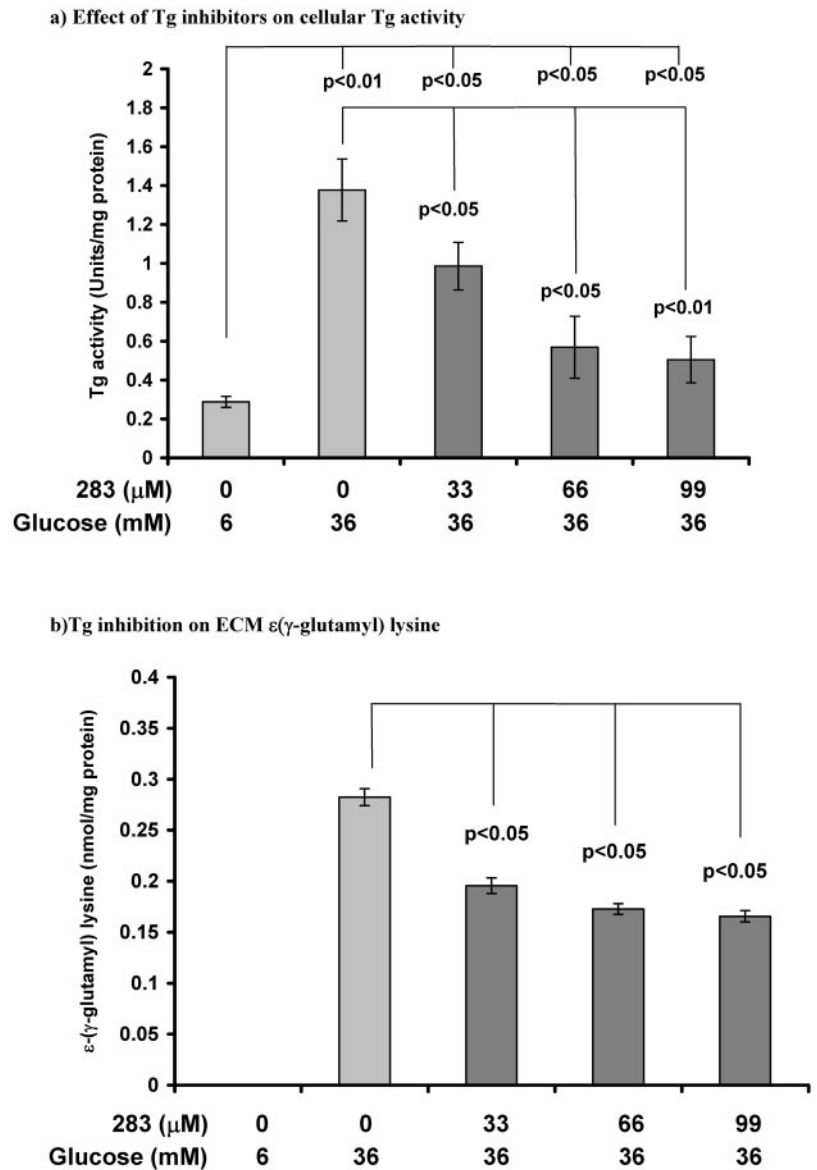 a) Effect of Tg inhibitors on cellular Tg activity
p<0.01 p<0.05 p<0.05 p<0.05
2
1.8
1.6
1.4
1.2
1
0.8
0.6
0.4
0.2
0
Tg activity (Units/mg protein)
p<0.05
p<0.05
p<0.01
283 (μM) 0 0 33 66 99
Glucose (mM) 6 36 36 36 36
b)Tg inhibition on ECM ε(γ-glutamyl) lysine
0.4
0.35
0.3
0.25
0.2
0.15
0.1
0.05
0
ε-(γ-glutamyl) lysine (nmol/mg protein)
p<0.05
p<0.05
p<0.05
283 (μM) 0 0 33 66 99
Glucose (mM) 6 36 36 36 36